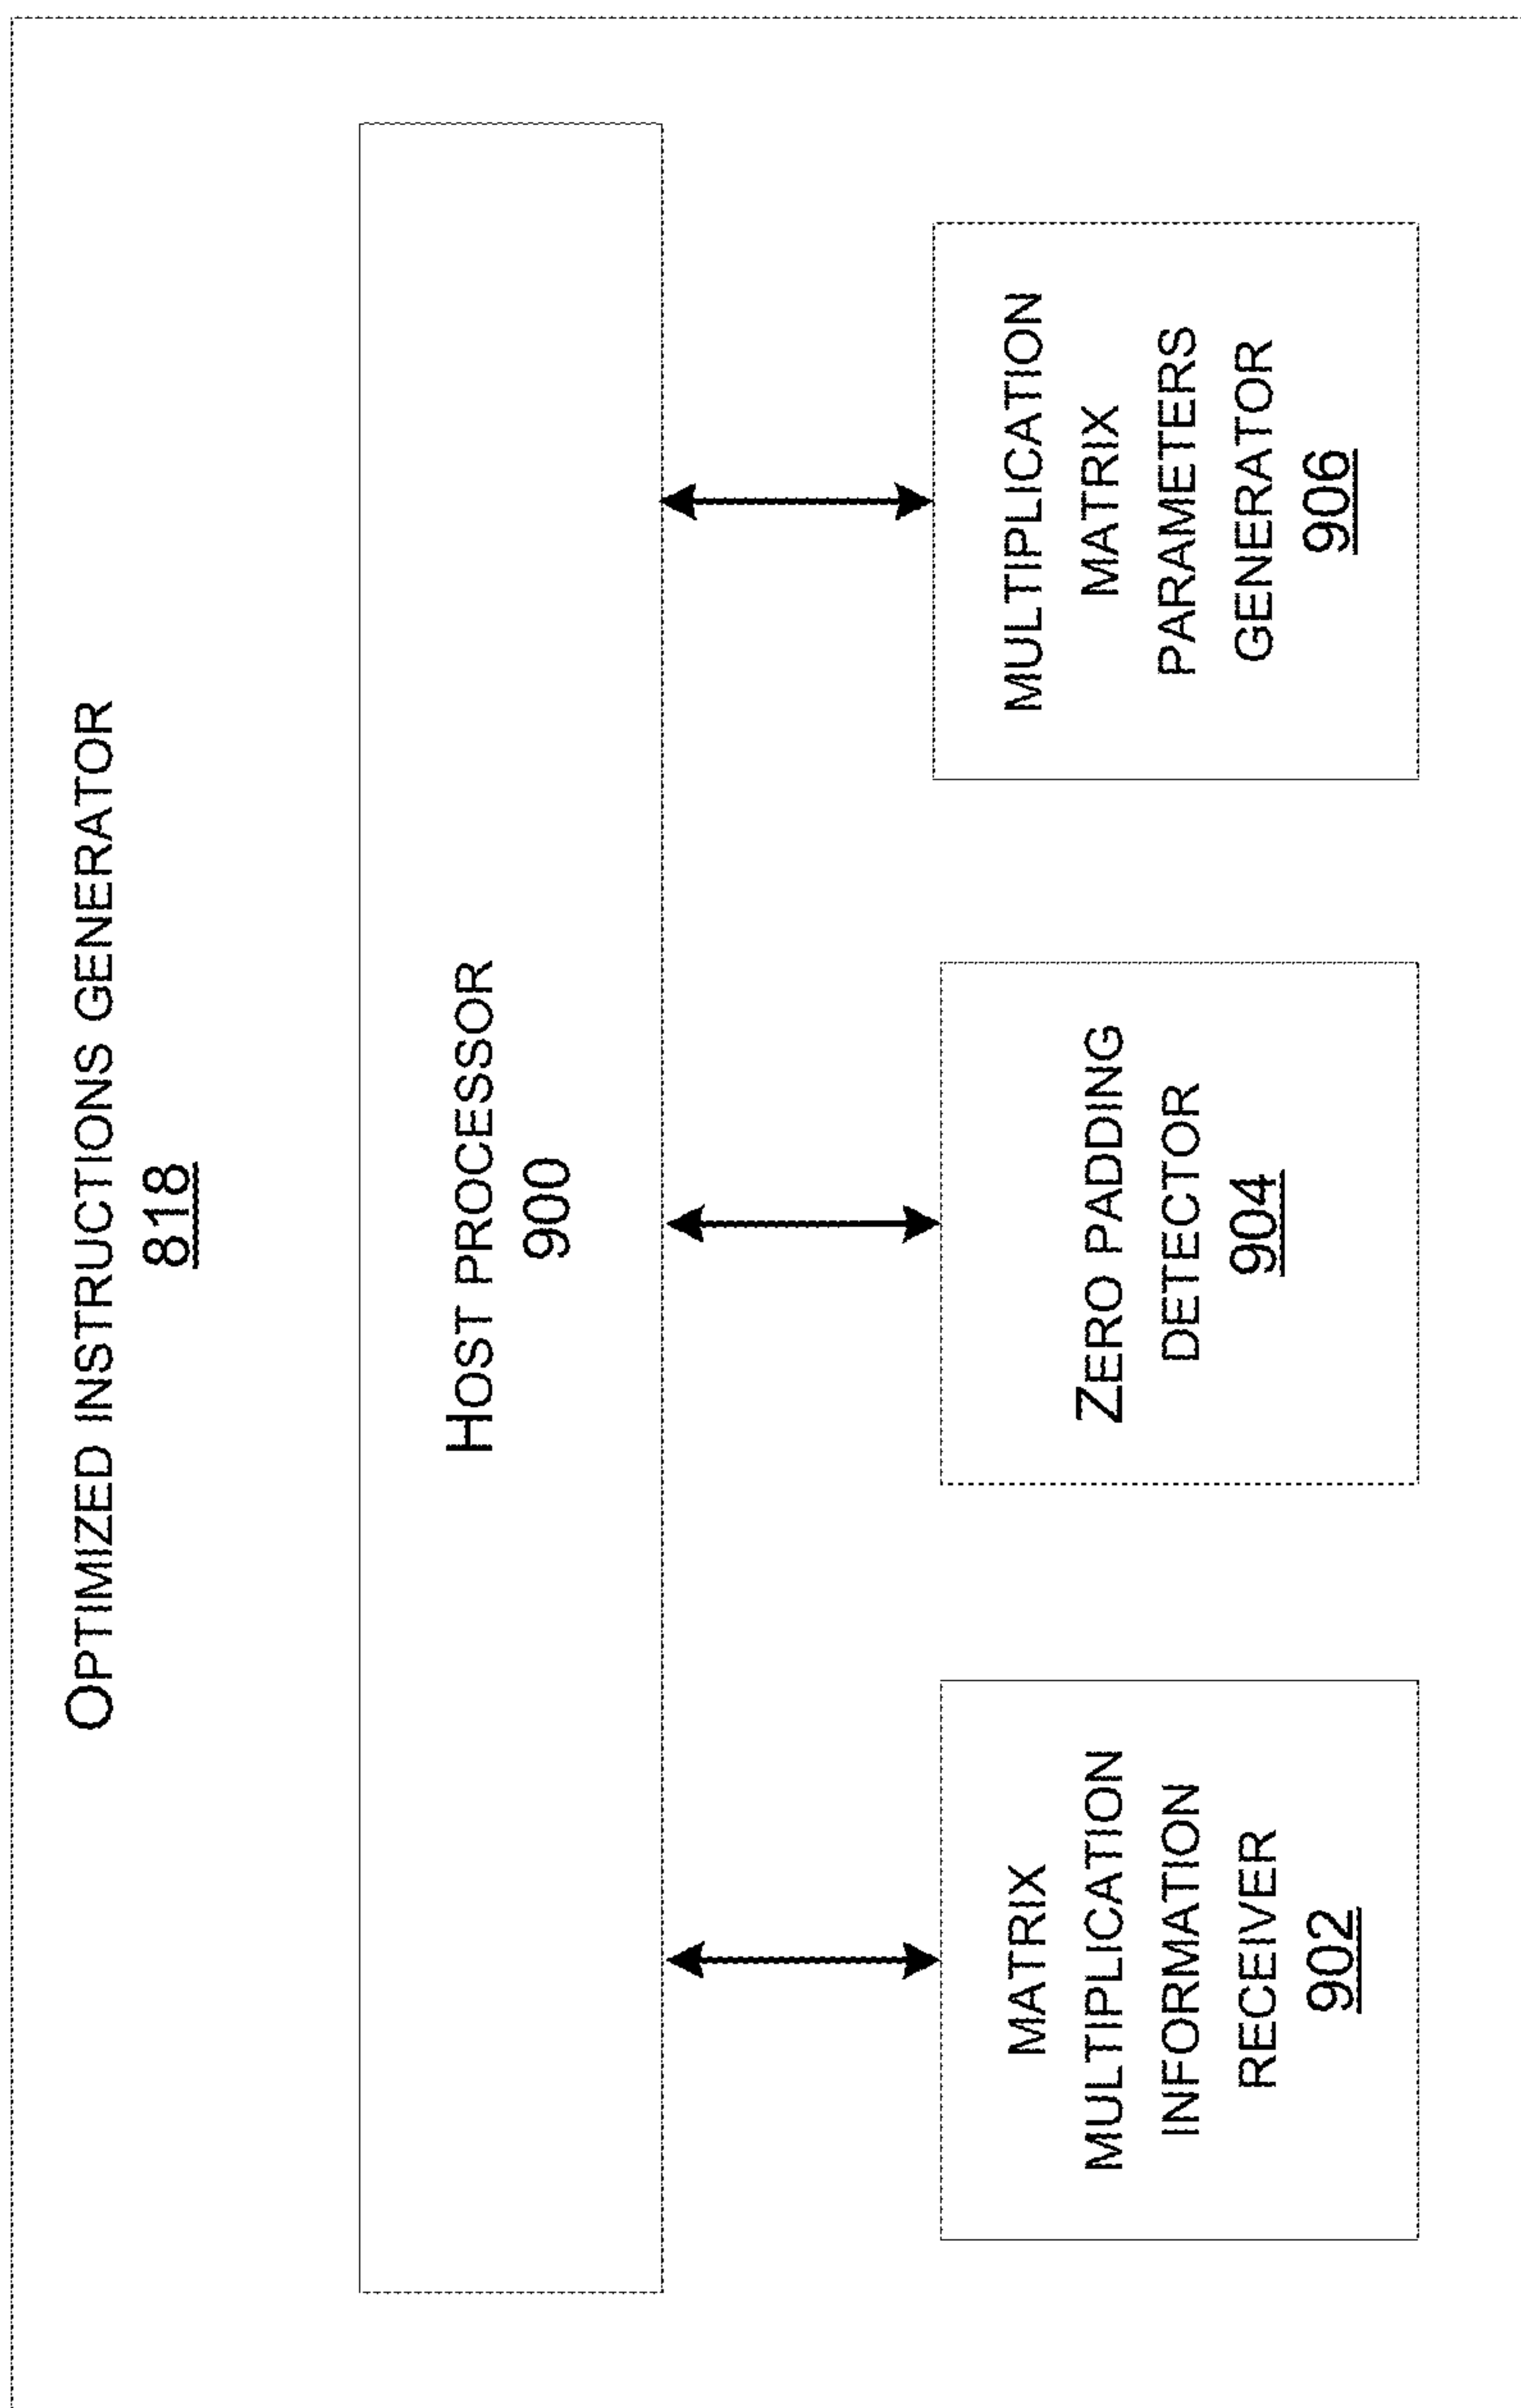 OPTIMIZED INSTRUCTIONS GENERATOR
818
HOST PROCESSOR
900
MATRIX
MULTIPLICATION
INFORMATION
RECEIVER
902
ZERO PADDING
DETECTOR
904
MULTIPLICATION
MATRIX
PARAMETERS
GENERATOR
906